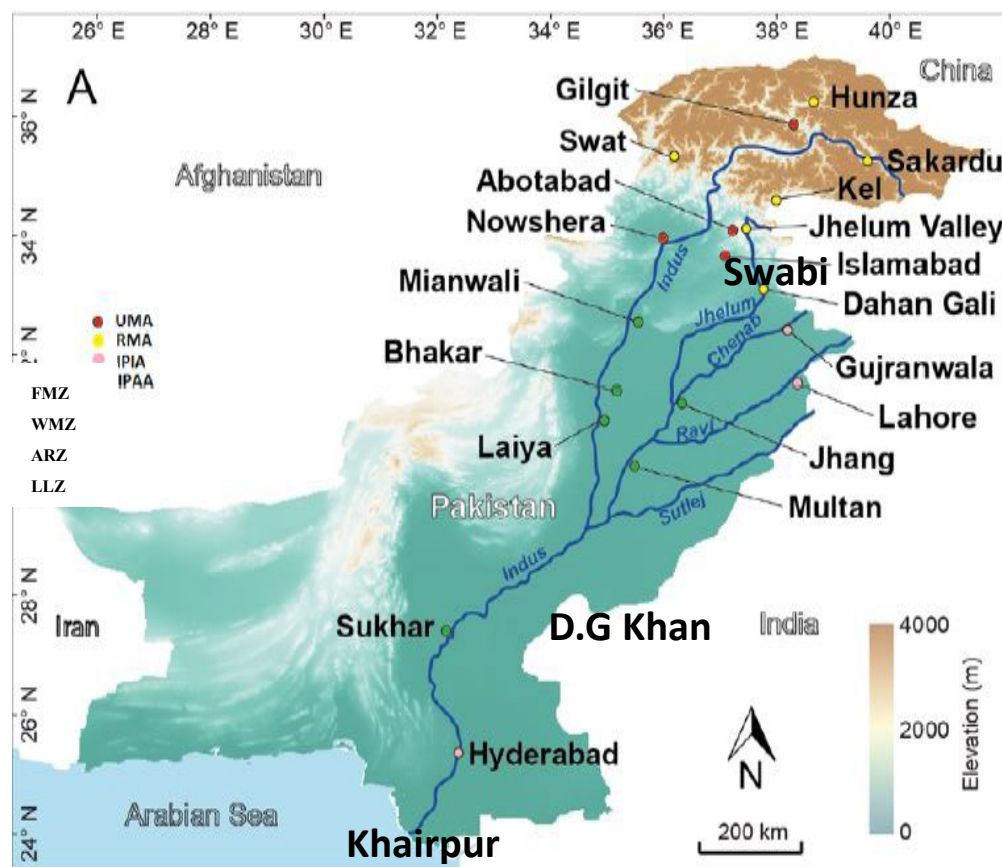 26° E 28° E 30° E 32° E 34° E 36° E 38° E 40° E
A
China
Gilgit
Hunza
36° N
Swat
Sakardu
Afghanistan
Abotabad
Kel
Nowshera
Jhelum Valley
34° N
Indus
Swabi
Islamabad
Mianwali
Dahan Gali
Jhelum
Chenab
UMA
RMA
IPIA
IPAA
2° N
Bhakar
Gujranwala
FMZ
WMZ
ARZ
LLZ
Lahore
Laiya
Ravi
Jhang
Pakistan
Multan
Sutlej
Indus
28° N
Iran
Sukhar
D.G Khan
India
4000
2000
0
Elevation (m)
26° N
N
Hyderabad
Arabian Sea
24° N
Khairpur
200 km